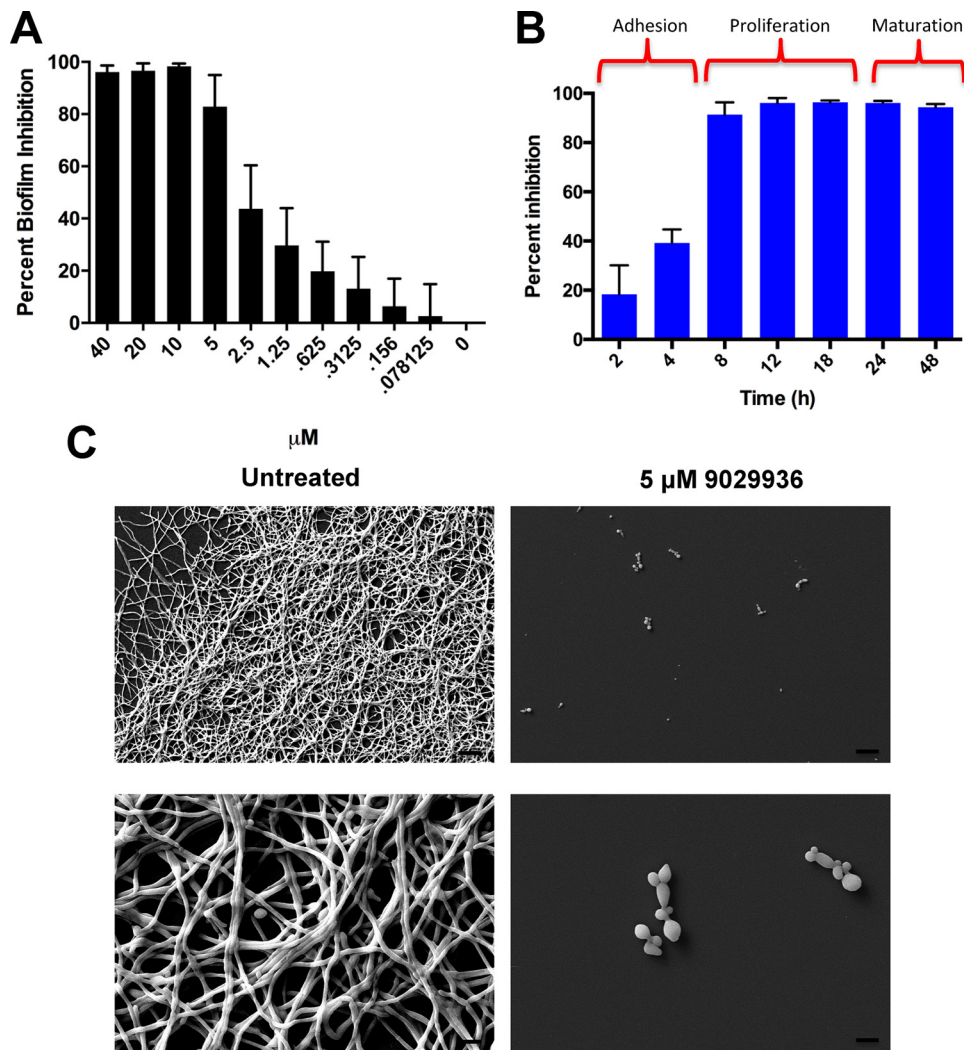 A
Percent Biofilm Inhibition
100
80
60
40
20
0
40
20
10
5
2.5
1.25
.625
.3125
.156
.078125
0
μM
B
Adhesion
Proliferation
Maturation
Percent inhibition
100
80
60
40
20
0
2
4
8
12
18
24
48
Time (h)
C
Untreated
5 µM 9029936